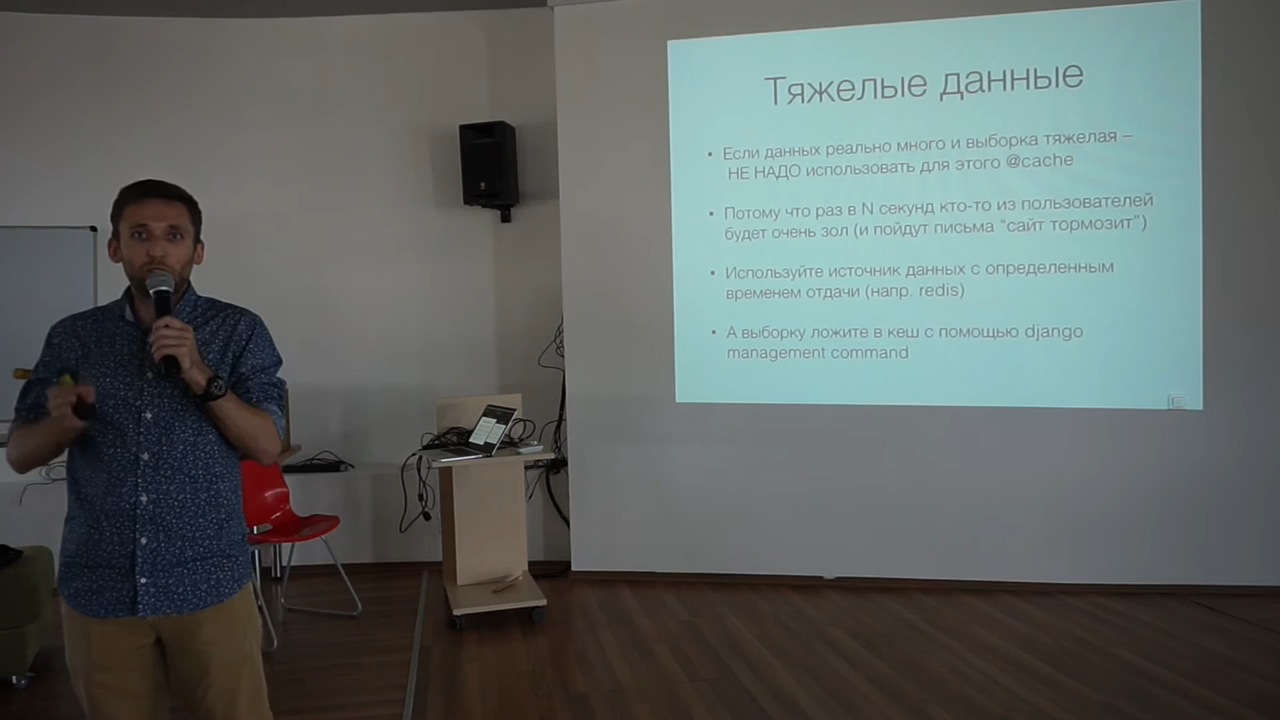 Тяжелые данные
• Если данных реально много и выборка тяжелая –
НЕ НАДО использовать для этого @cache
• Потому что раз в N секунд кто-то из пользователей
будет очень зол (и пойдут письма “сайт тормозит”)
• Используйте источник данных с определенным
временем отдачи (напр. redis)
• А выборку ложите в кеш с помощью django
management command